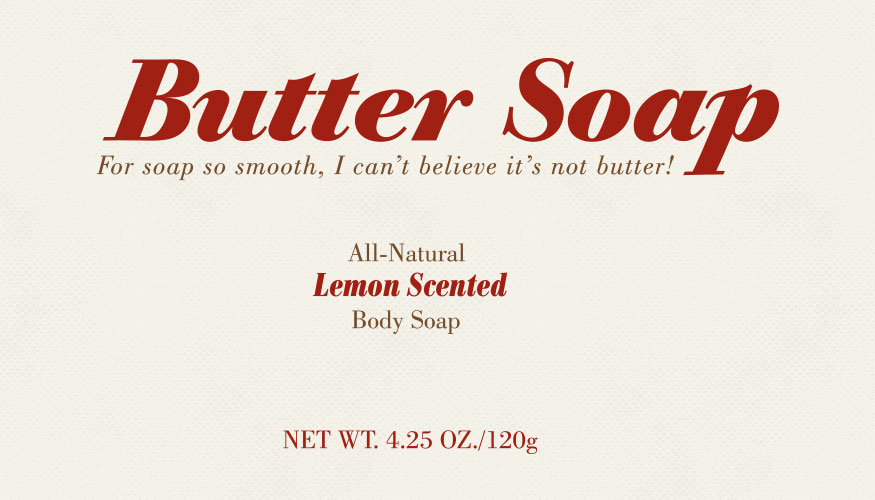 Butter Soap
For soap so smooth, I can’t believe it’s not butter!
All-Natural
Lemon Scented
Body Soap
NET WT. 4.25 OZ./120g